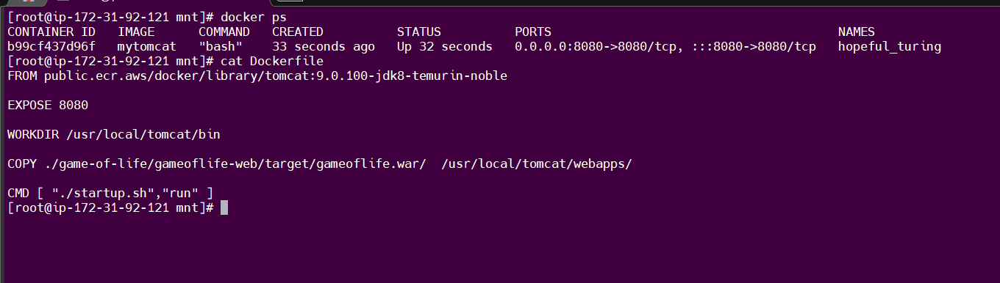 [root@ip-172-31-92-121 mnt]# docker ps
CONTAINER ID   IMAGE      COMMAND   CREATED          STATUS          PORTS                                       NAMES
b99cf437d96f   mytomcat   "bash"    33 seconds ago   Up 32 seconds   0.0.0.0:8080->8080/tcp, :::8080->8080/tcp   hopeful_turing
[root@ip-172-31-92-121 mnt]# cat Dockerfile
FROM public.ecr.aws/docker/library/tomcat:9.0.100-jdk8-temurin-noble
EXPOSE 8080
WORKDIR /usr/local/tomcat/bin
COPY ./game-of-life/gameoflife-web/target/gameoflife.war/  /usr/local/tomcat/webapps/
CMD [ "./startup.sh","run" ]
[root@ip-172-31-92-121 mnt]#